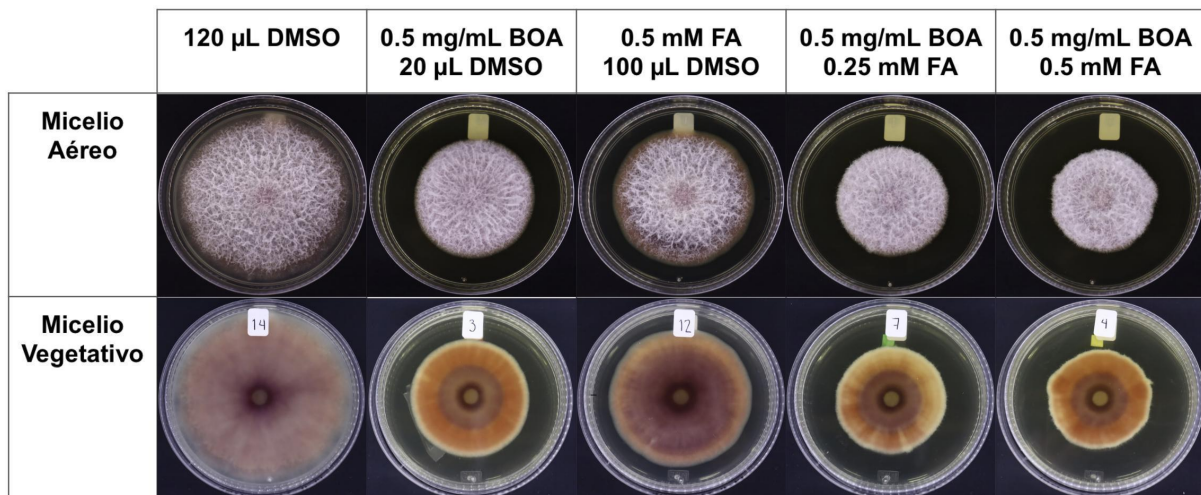 120 µL DMSO
0.5 mg/mL BOA
20 µL DMSO
0.5 mM FA
100 µL DMSO
0.5 mg/mL BOA
0.25 mM FA
0.5 mg/mL BOA
0.5 mM FA
Micelio
Aéreo
Micelio
Vegetativo
14
3
12
7
4